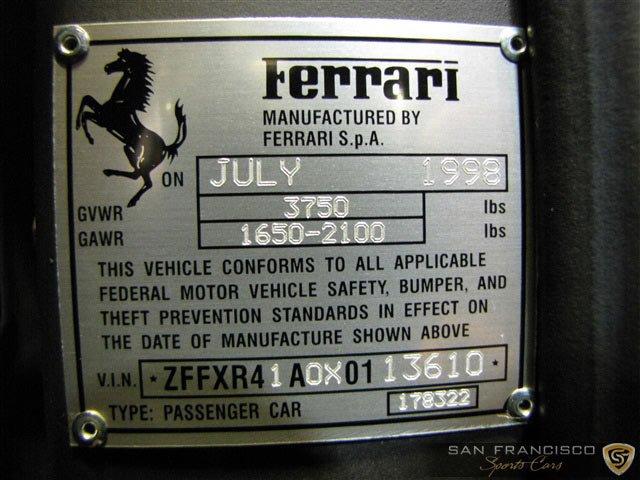 Ferrari
MANUFACTURED BY
FERRARI S.p.A.
ON JULY 1998
GVWR 3750 lbs
GAWR 1650-2100 lbs
THIS VEHICLE CONFORMS TO ALL APPLICABLE
FEDERAL MOTOR VEHICLE SAFETY, BUMPER, AND
THEFT PREVENTION STANDARDS IN EFFECT ON
THE DATE OF MANUFACTURE SHOWN ABOVE
V.I.N. * ZFFXR41A0X0113610 *
TYPE: PASSENGER CAR 178322
SAN FRANCISCO
Sports Cars